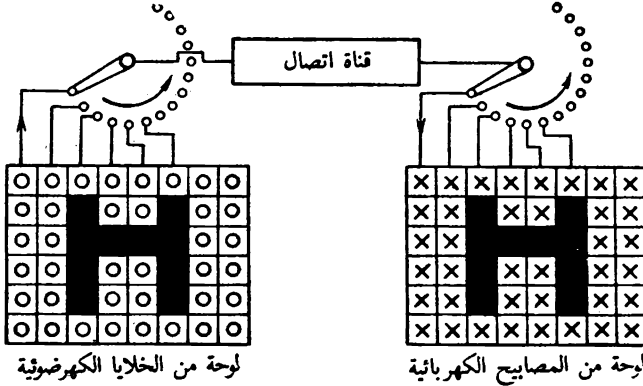 قناة اتصال
لوحة من المصابيح الكهربائية
لوحة من الخلايا الكهرضوئية